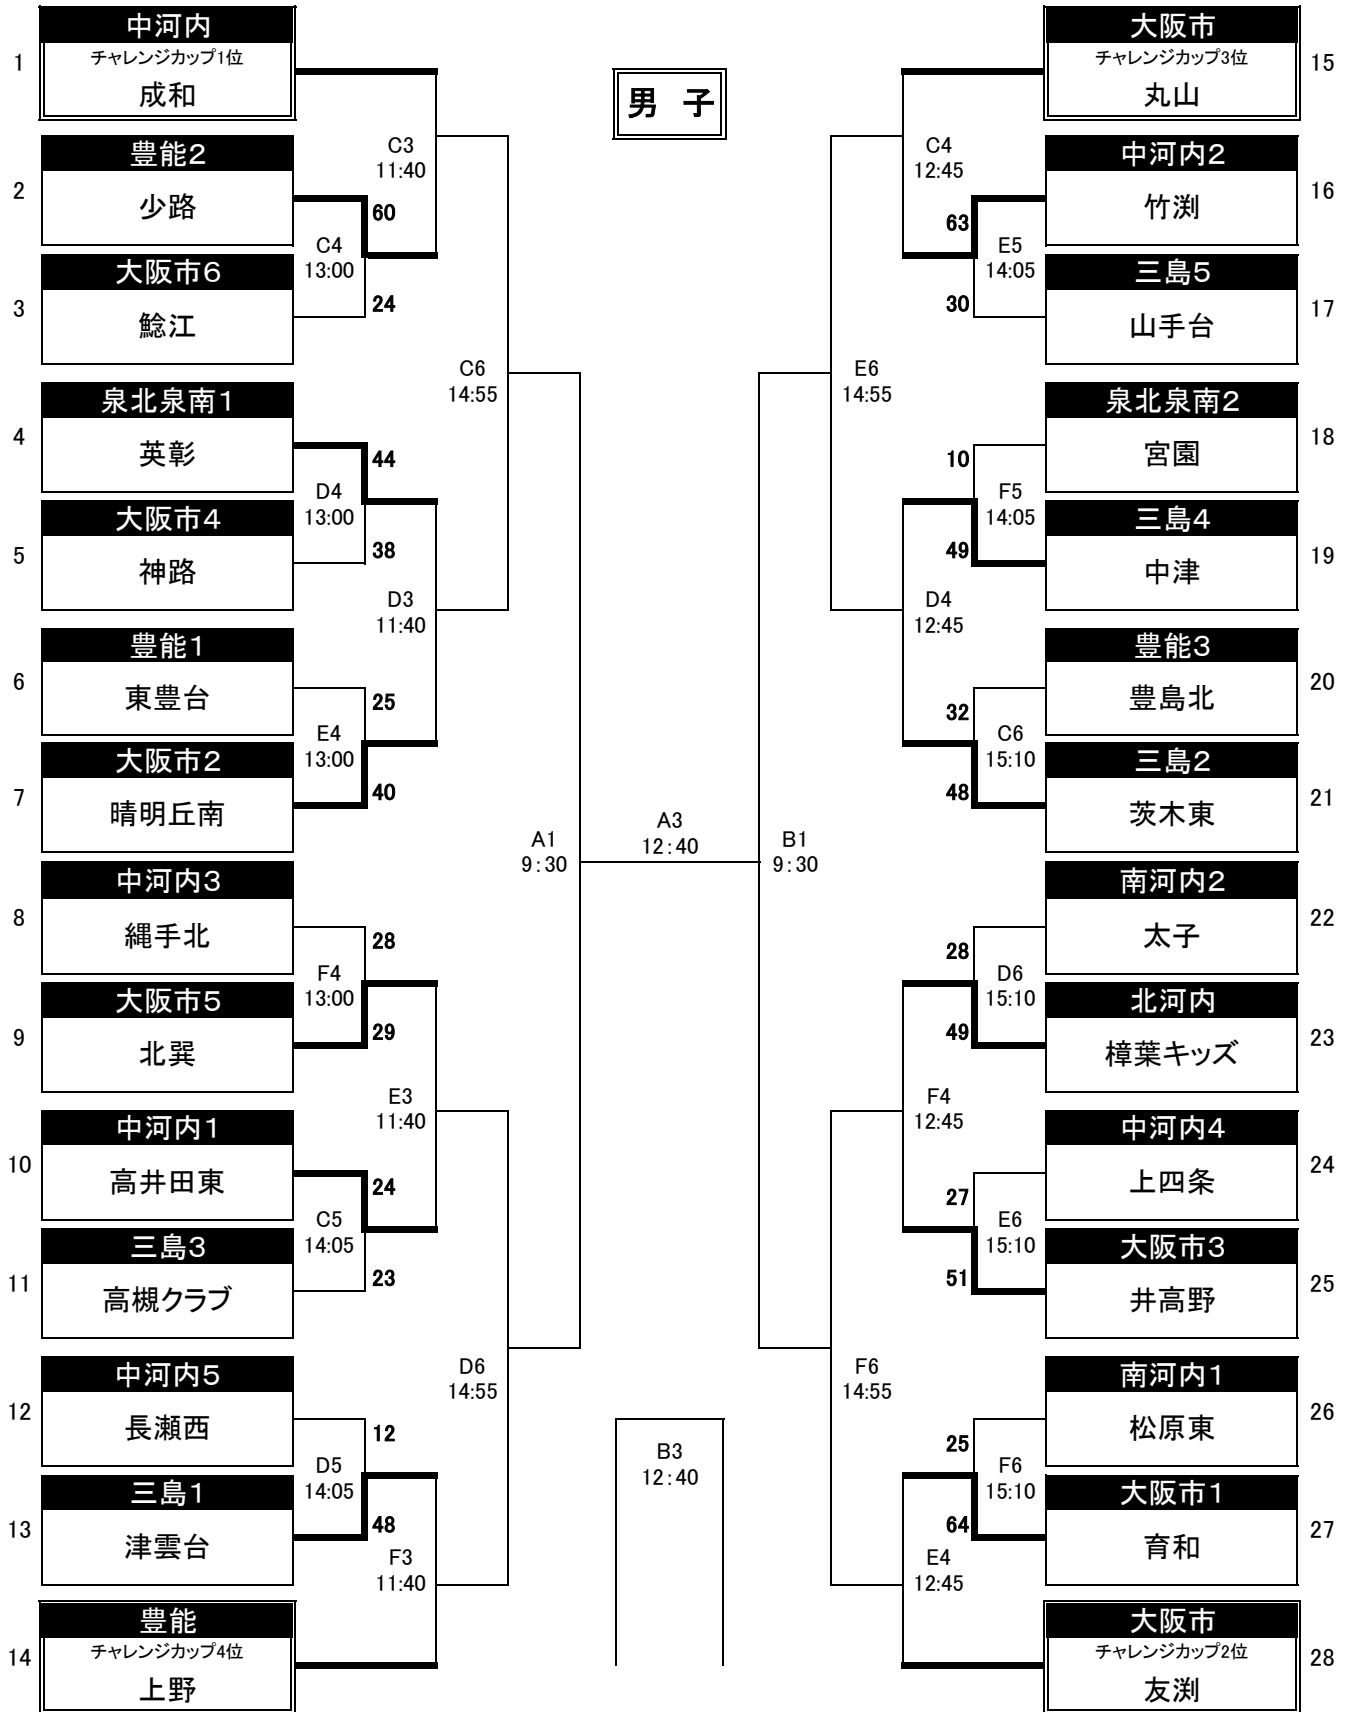 男 子
1
中河内
チャレンジカップ1位
成和
2
豊能2
少路
3
大阪市6
鯰江
4
泉北泉南1
英彰
5
大阪市4
神路
6
豊能1
東豊台
7
大阪市2
晴明丘南
8
中河内3
縄手北
9
大阪市5
北巽
10
中河内1
高井田東
11
三島3
高槻クラブ
12
中河内5
長瀬西
13
三島1
津雲台
14
豊能
チャレンジカップ4位
上野
C4
13:00
60
24
D4
13:00
44
38
E4
13:00
25
40
F4
13:00
28
29
C5
14:05
24
23
D5
14:05
12
48
C3
11:40
D3
11:40
E3
11:40
F3
11:40
C6
14:55
D6
14:55
A1
9:30
A3
12:40
B3
12:40
B1
9:30
E6
14:55
F6
14:55
C4
12:45
D4
12:45
F4
12:45
E4
12:45
63
30
E5
14:05
10
49
F5
14:05
32
48
C6
15:10
28
49
D6
15:10
27
51
E6
15:10
25
64
F6
15:10
大阪市
チャレンジカップ3位
丸山
15
中河内2
竹渕
16
三島5
山手台
17
泉北泉南2
宮園
18
三島4
中津
19
豊能3
豊島北
20
三島2
茨木東
21
南河内2
太子
22
北河内
樟葉キッズ
23
中河内4
上四条
24
大阪市3
井高野
25
南河内1
松原東
26
大阪市1
育和
27
大阪市
チャレンジカップ2位
友渕
28